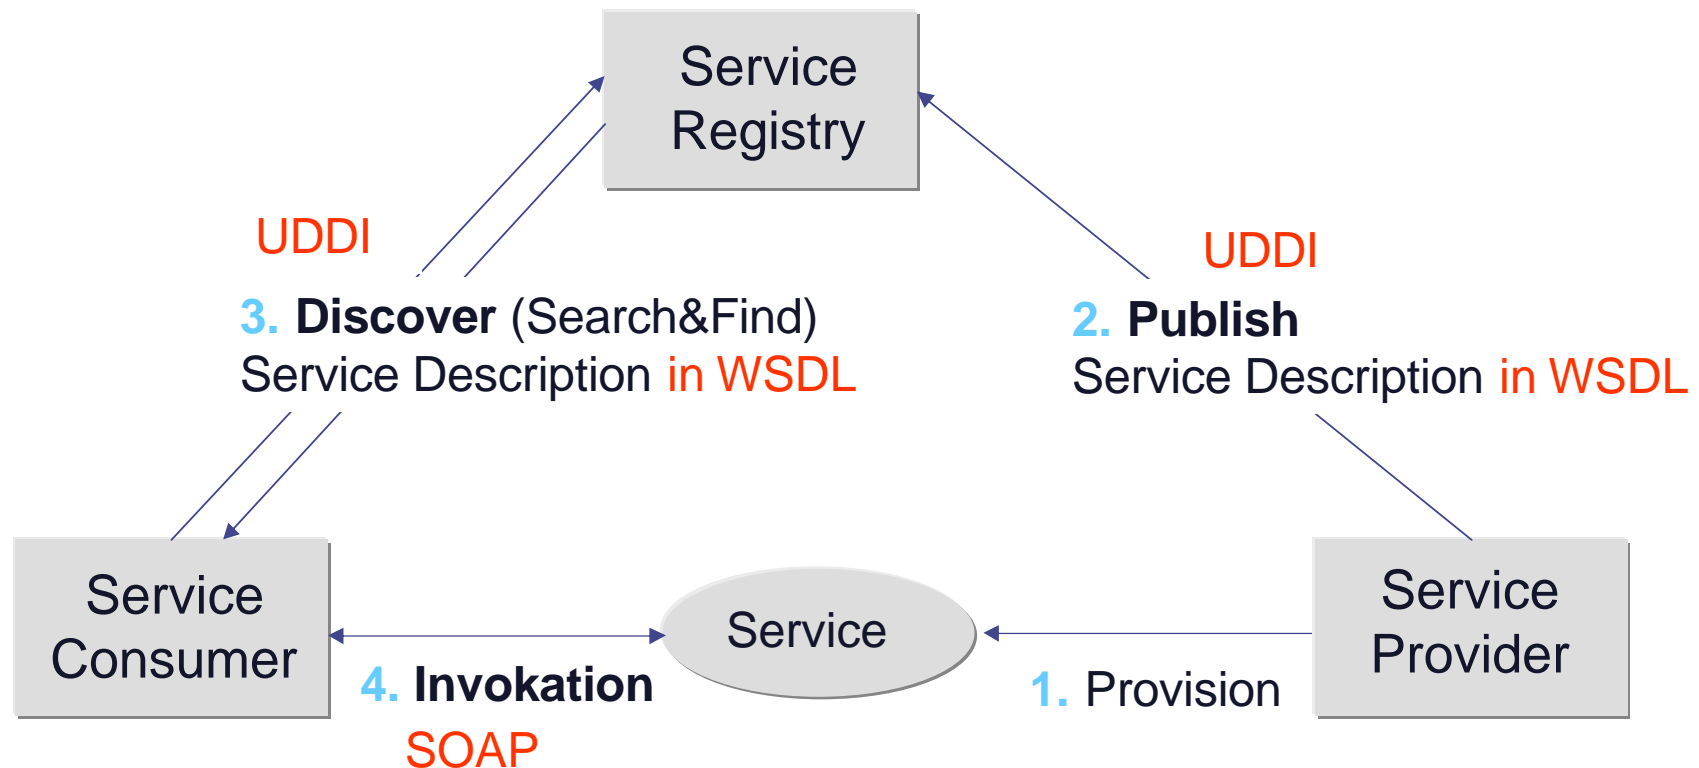 Service
Registry
UDDI
UDDI
3. Discover (Search&Find)
Service Description in WSDL
2. Publish
Service Description in WSDL
Service
Consumer
Service
Service
Provider
4. Invokation
SOAP
1. Provision